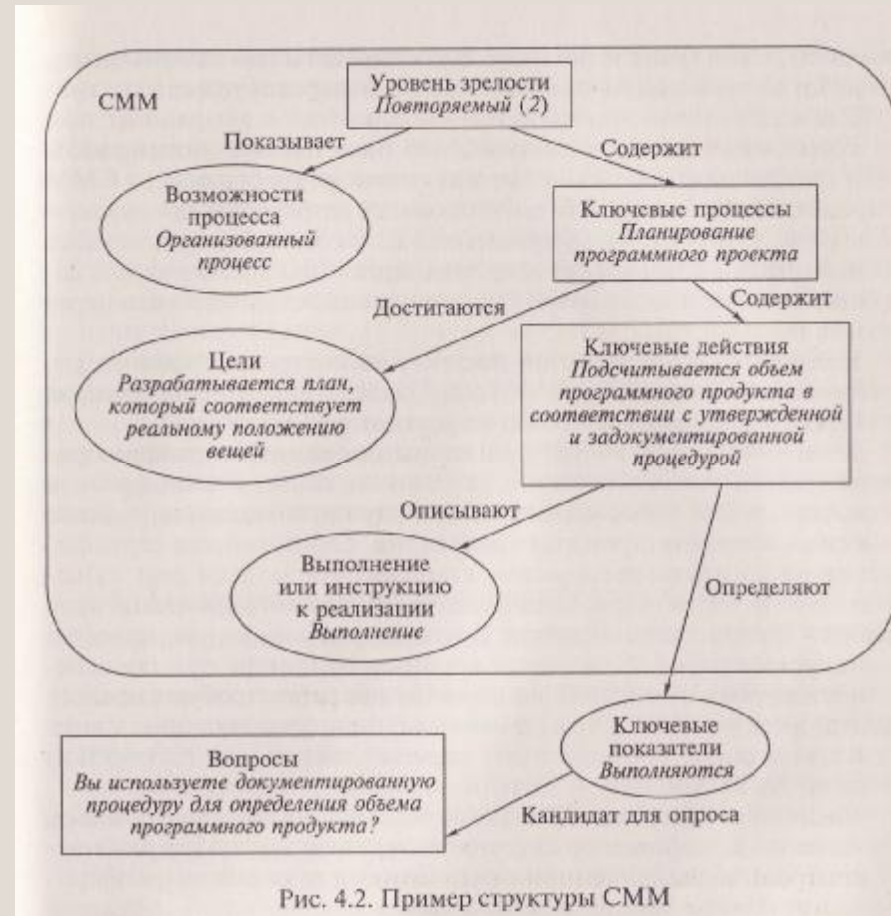 СММ
Уровень зрелости
Повторяемый (2)
Показывает
Содержит
Возможности
процесса
Организованный
процесс
Ключевые процессы
Планирование
программного проекта
Достигаются
Содержит
Цели
Разрабатывается план,
который соответствует
реальному положению
вещей
Ключевые действия
Подсчитывается объем
программного продукта в
соответствии с утвержденной
и задокументированной
процедурой
Описывают
Выполнение
или инструкцию
к реализации
Выполнение
Определяют
Ключевые
показатели
Выполняются
Вопросы
Вы используете документированную
процедуру для определения объема
программного продукта?
Кандидат для опроса
Рис. 4.2. Пример структуры СММ